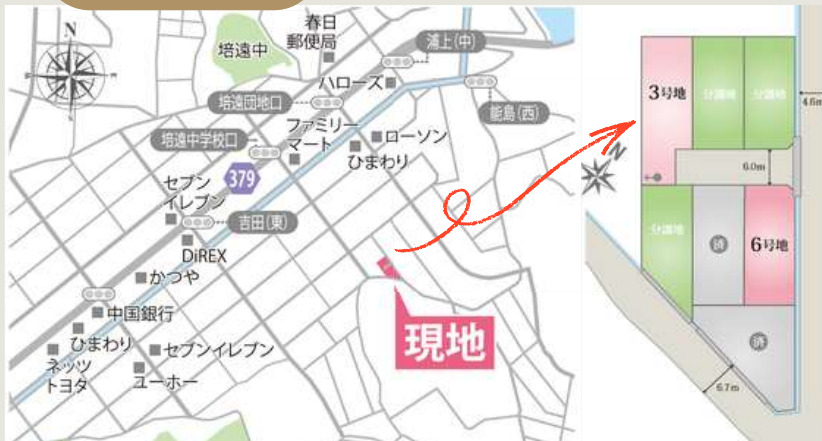 N
春日
郵便局
培遠中
浦上(中)
ハローズ
培遠団地口
能島(西)
ファミリー
マート
ローソン
培遠中学校口
ひまわり
379
セブン
イレブン
吉田(東)
DiREX
かつや
中国銀行
ひまわり
セブンイレブン
ネッツ
トヨタ
ユーホー
現地
3号地
分譲地
分譲地
4.6m
N
6.0m
分譲地
済
6号地
済
6.7m